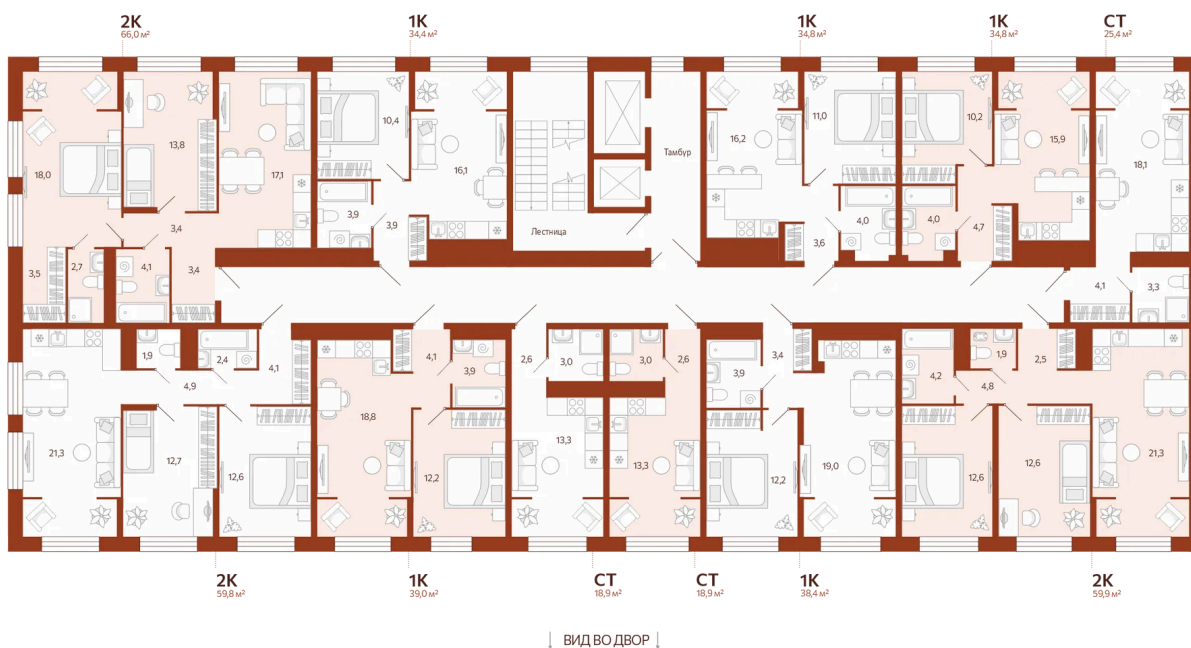 2К
66,0 м²
1К
34,4 м²
1К
34,8 м²
1К
34,8 м²
СТ
25,4 м²
18,0
13,8
17,1
10,4
16,1
Тамбур
16,2
11,0
10,2
15,9
18,1
3,4
3,9
3,9
Лестница
3,6
4,0
4,0
4,7
3,5
2,7
4,1
3,4
4,1
3,3
1,9
2,4
4,9
4,1
4,1
3,9
2,6
3,0
3,0
2,6
3,9
3,4
4,2
1,9
4,8
2,5
21,3
12,7
12,6
18,8
12,2
13,3
13,3
12,2
19,0
12,6
12,6
21,3
2К
59,8 м²
1К
39,0 м²
СТ
18,9 м²
СТ
18,9 м²
1К
38,4 м²
2К
59,9 м²
ВИД ВО ДВОР